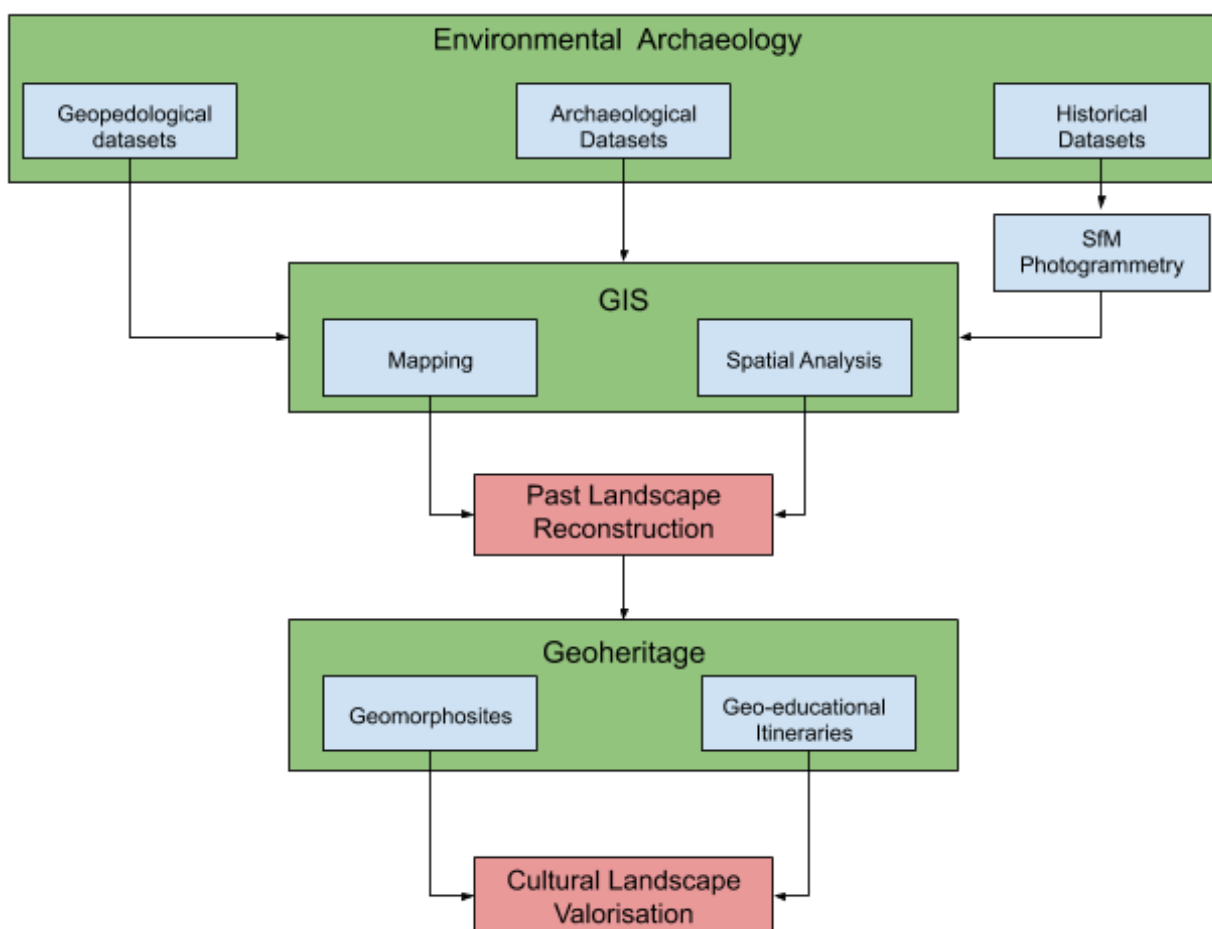 Environmental Archaeology
Geopedological
datasets
Archaeological
Datasets
Historical
Datasets
SfM
Photogrammetry
GIS
Mapping
Spatial Analysis
Past Landscape
Reconstruction
Geoheritage
Geomorphosites
Geo-educational
Itineraries
Cultural Landscape
Valorisation